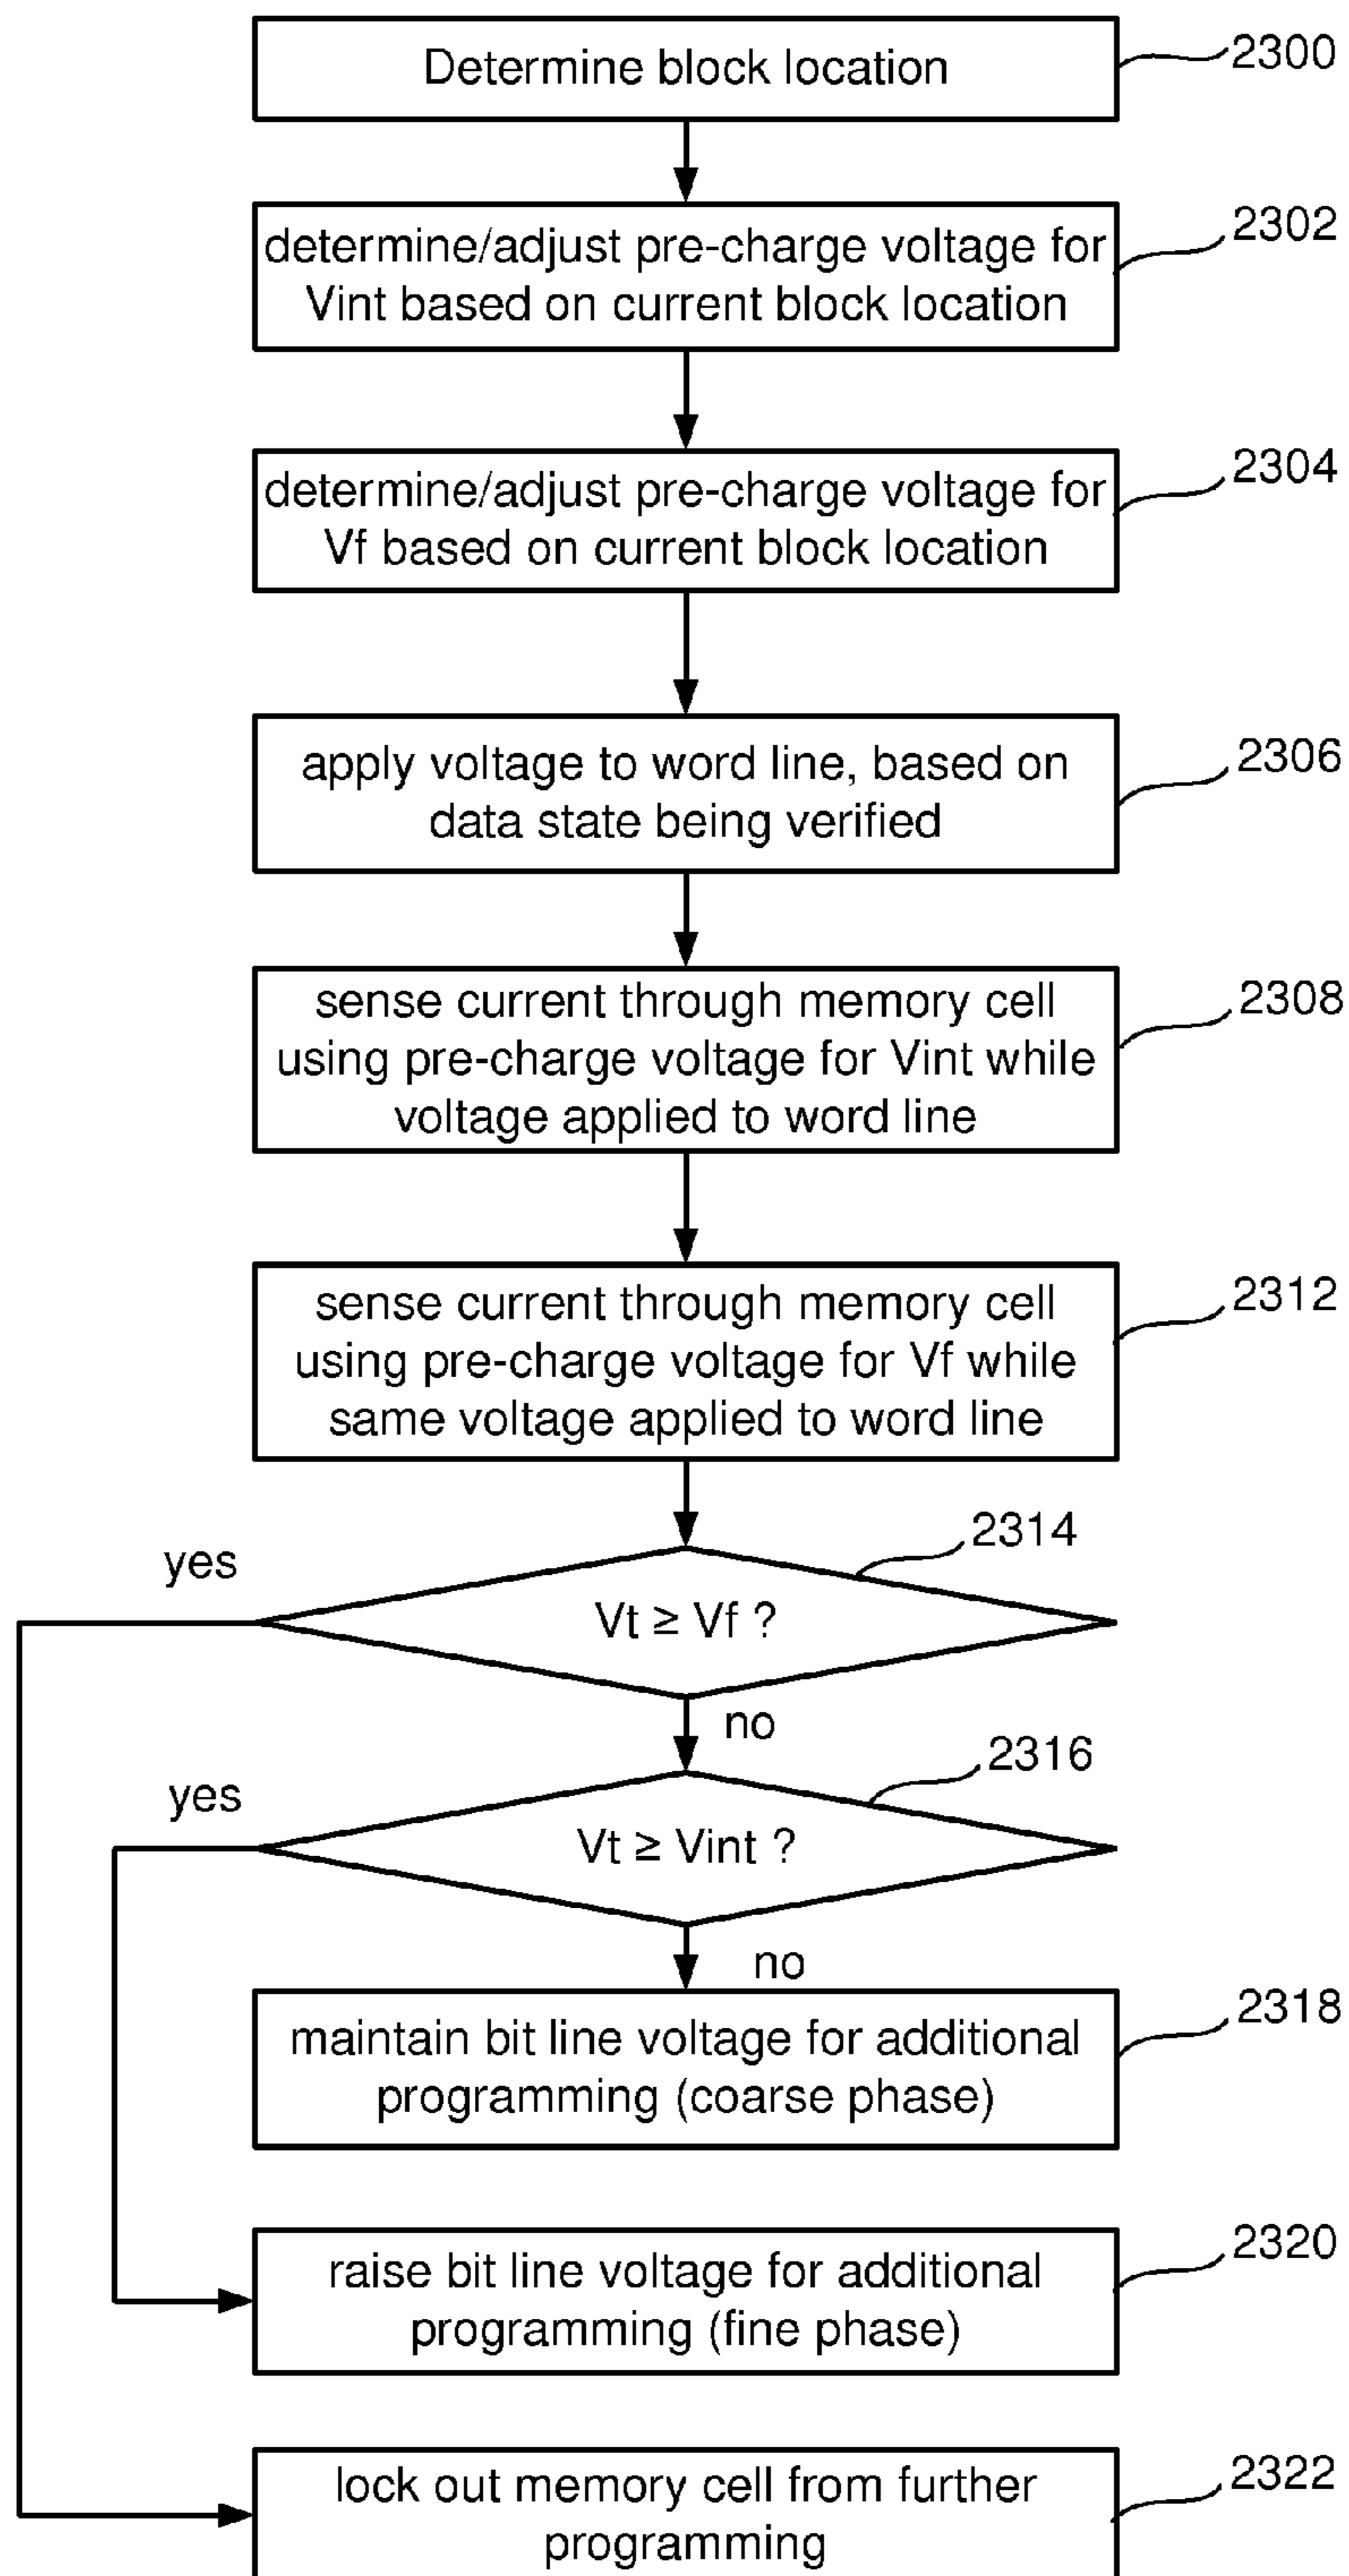 Determine block location
2300
determine/adjust pre-charge voltage for
Vint based on current block location
2302
determine/adjust pre-charge voltage for
Vf based on current block location
2304
apply voltage to word line, based on
data state being verified
2306
sense current through memory cell
using pre-charge voltage for Vint while
voltage applied to word line
2308
sense current through memory cell
using pre-charge voltage for Vf while
same voltage applied to word line
2312
2314
yes
Vt ≥ Vf ?
no
2316
yes
Vt ≥ Vint ?
no
maintain bit line voltage for additional
programming (coarse phase)
2318
raise bit line voltage for additional
programming (fine phase)
2320
lock out memory cell from further
programming
2322